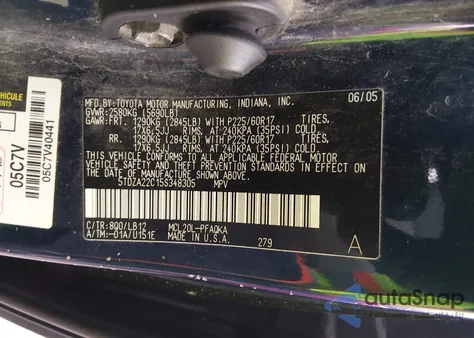 MFD. BY: TOYOTA MOTOR MANUFACTURING, INDIANA, INC. 06/05
GVWR: 2580KG (5690LB)
GAWR: FRT. 1290KG (2845LB) WITH P225/60R17 TIRES,
17X6.5JJ RIMS, AT 240KPA (35PSI) COLD.
RR. 1290KG (2845LB) WITH P225/60R17 TIRES,
17X6.5JJ RIMS, AT 240KPA (35PSI) COLD.
THIS VEHICLE CONFORMS TO ALL APPLICABLE FEDERAL
MOTOR VEHICLE SAFETY, BUMPER, AND THEFT PREVENTION
STANDARDS IN EFFECT ON THE DATE OF MANUFACTURE
SHOWN ABOVE.
5TDZA22C15S348305 MPV
C/TR: 8Q0/LB12 MCL20L-PFAQKA
A/TM: -01A/U151E MADE IN U.S.A.
279 A
VEHICULE
05C7V
05C7V40441
autoSnap